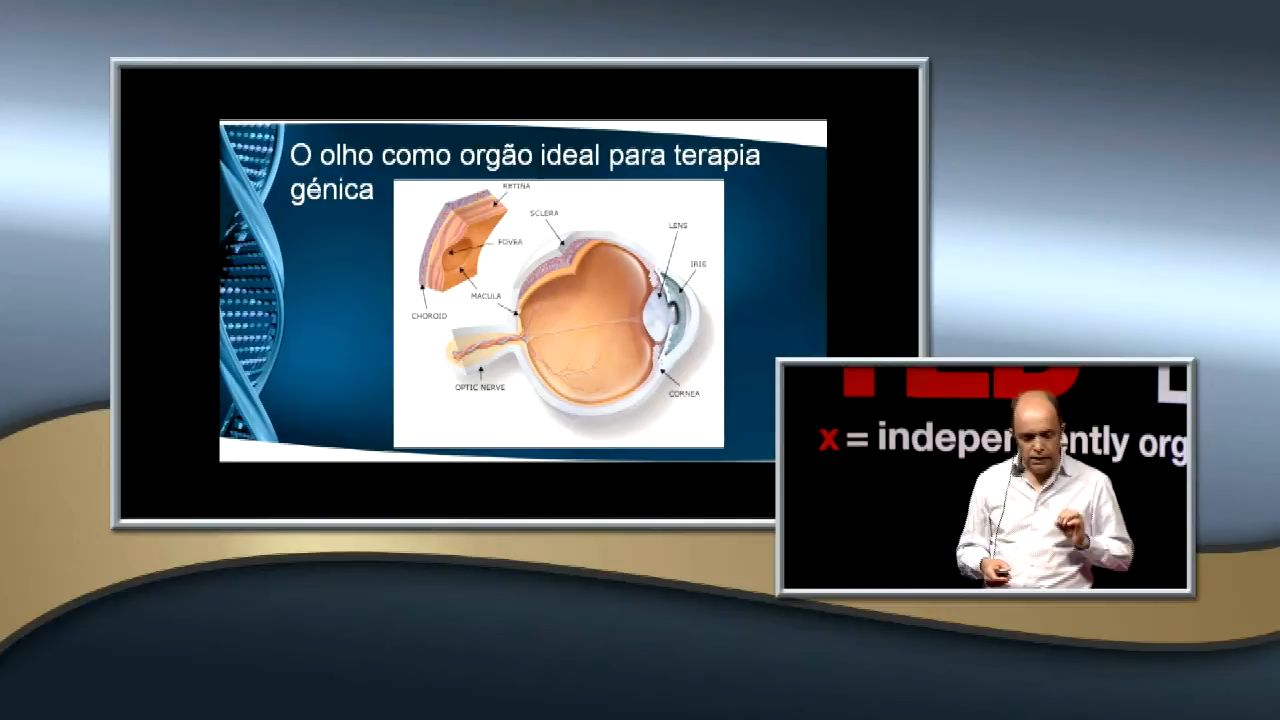 O olho como orgão ideal para terapia
génica
RETINA
SCLERA
LENS
FOVEA
IRIS
MACULA
CHOROID
OPTIC NERVE
CORNEA
TED
x = independently org